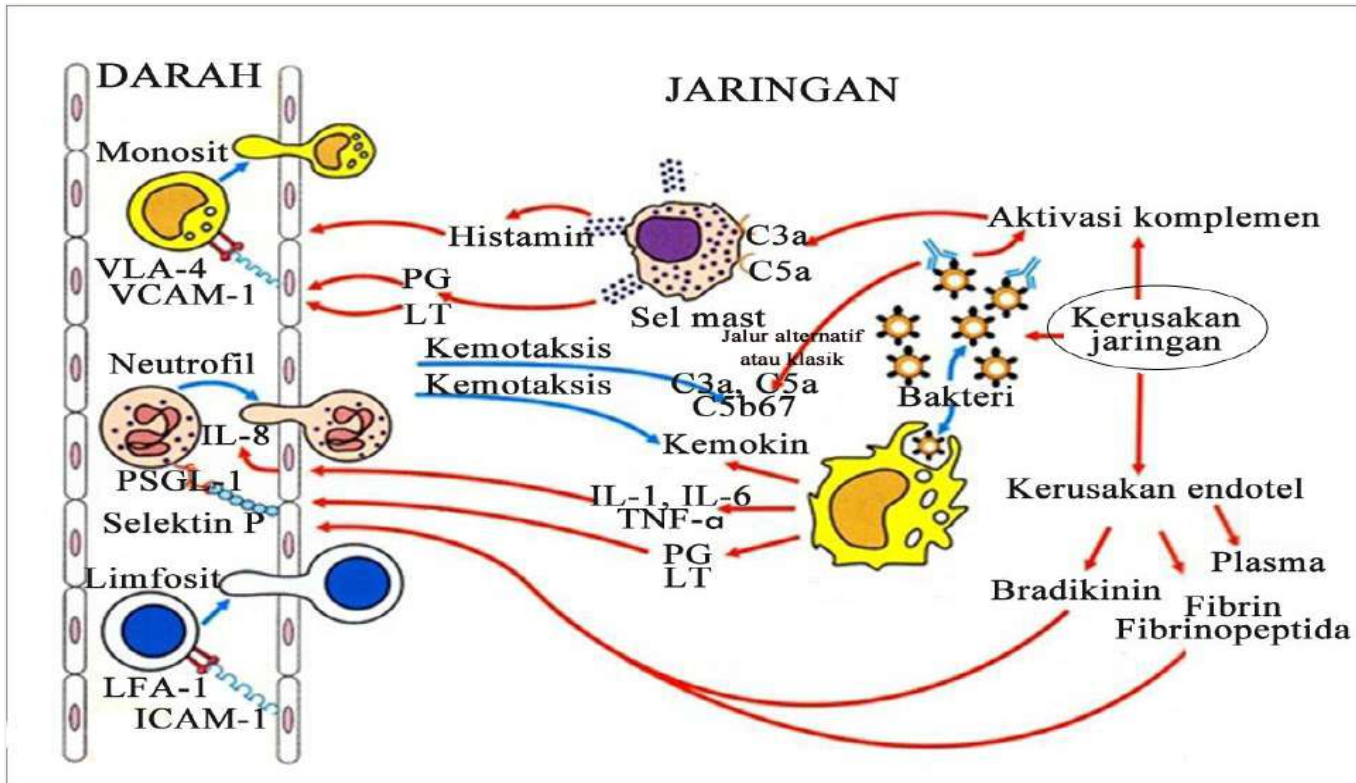 DARAH
JARINGAN
Monosit
VLA-4
VCAM-1
Histamin
PG
LT
C3a
C5a
Sel mast
Aktivasi komplemen
Kerusakan
jaringan
Bakteri
Jalur alternatif
atau klasik
C3a, C5a
C5b67
Kemotaksis
Kemotaksis
Kemokin
Neutrofil
IL-8
PSGL-1
Selektin P
IL-1, IL-6
TNF-α
PG
LT
Kerusakan endotel
Bradikinin
Plasma
Fibrin
Fibrinopeptida
Limfosit
LFA-1
ICAM-1